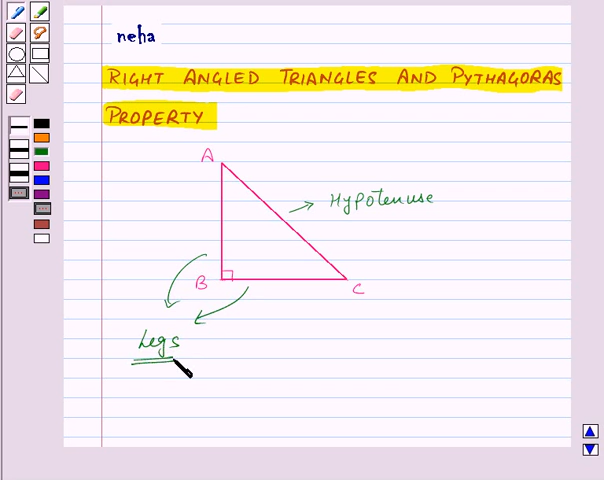 neha
RIGHT ANGLED TRIANGLES AND PYTHAGORAS
PROPERTY
A
Hypotenuse
B
C
Legs